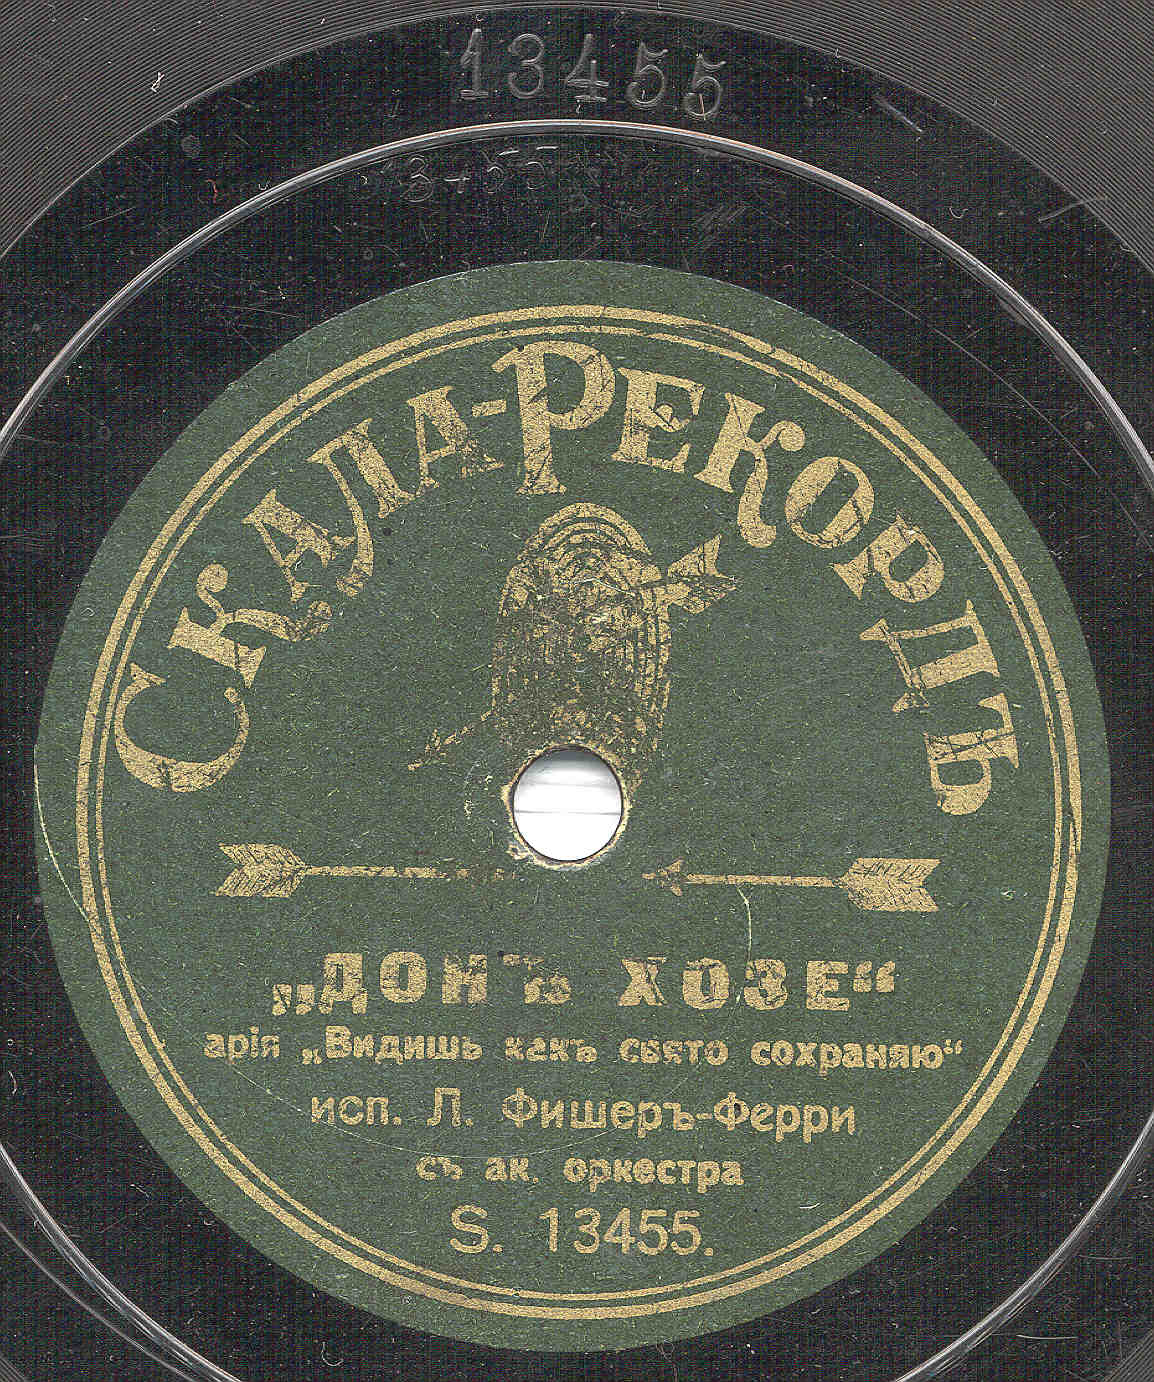 13455
СКАЛА-РЕКОРДЪ
„ДОНЪ ХОЗЕ“
арія „Видишь какъ свято сохраняю“
исп. Л. Фишеръ-Ферри
съ ак. оркестра
S. 13455.